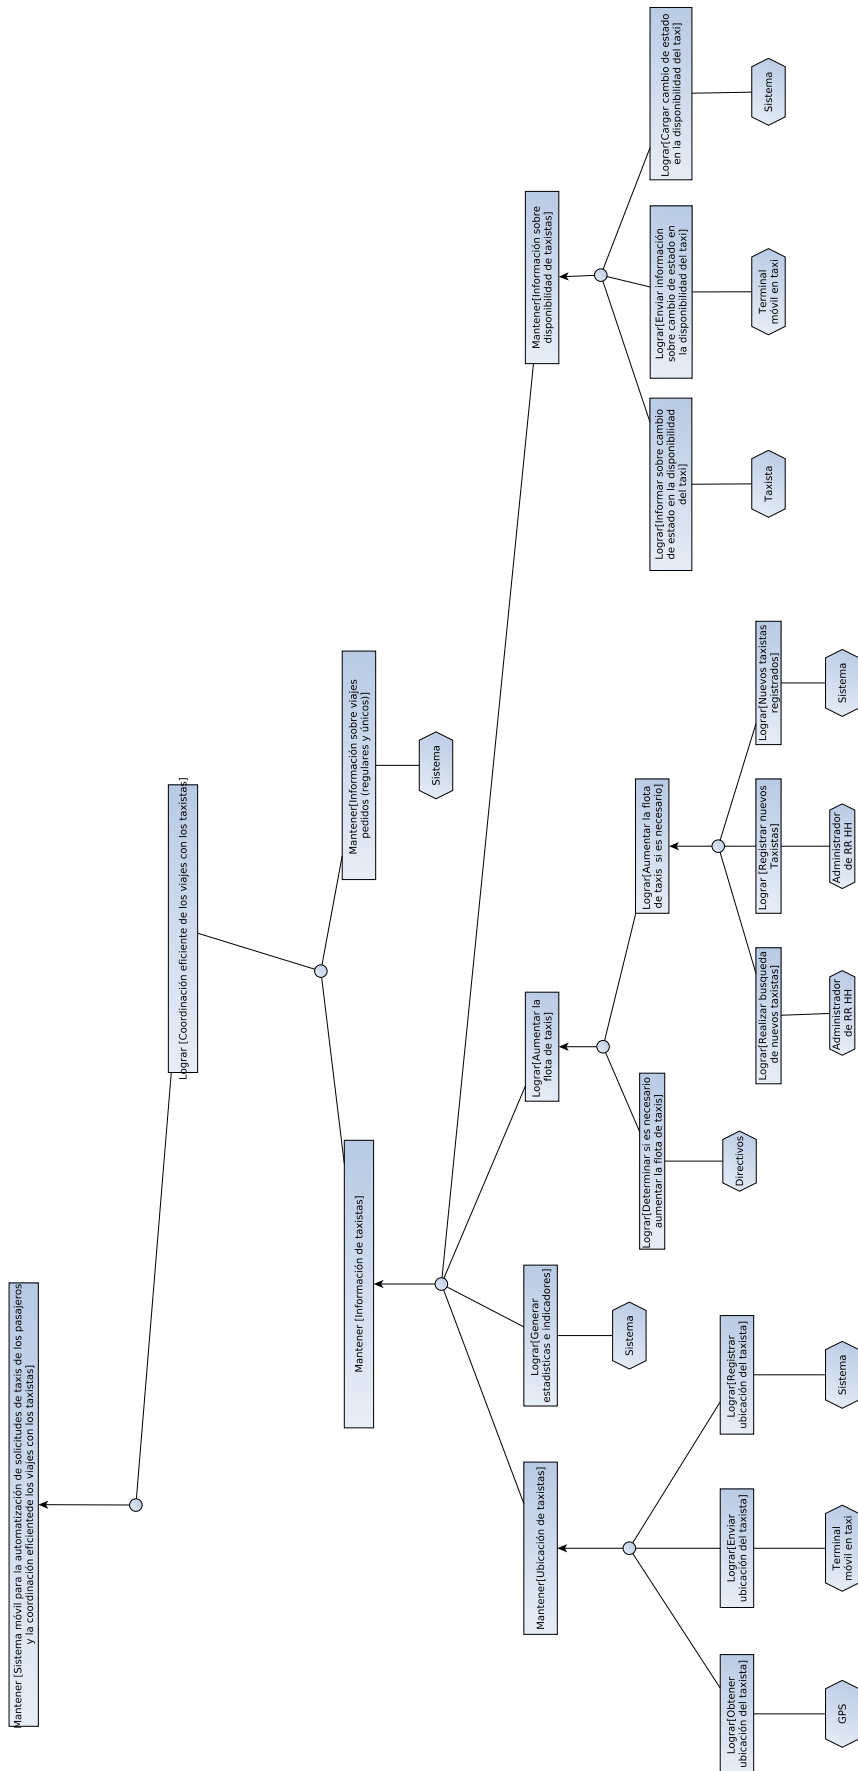 Mantener [Sistema móvil para la automatización de solicitudes de taxis de los pasajeros
y la coordinación eficientede los viajes con los taxistas]
Lograr [Coordinación eficiente de los viajes con los taxistas]
Mantener [Información de taxistas]
Mantener[Información sobre viajes
pedidos (regulares y únicos)]
Sistema
Mantener[Ubicación de taxistas]
Lograr[Generar
estadísticas e indicadores]
Lograr[Aumentar la
flota de taxis]
Mantener[Información sobre
disponibilidad de taxistas]
Sistema
Lograr[Determinar si es necesario
aumentar la flota de taxis]
Lograr[Aumentar la flota
de taxis  si es necesario]
Lograr[Informar sobre cambio
de estado en la disponibilidad
del taxi]
Lograr[Enviar información
sobre cambio de estado en
la disponibilidad del taxi]
Lograr[Cargar cambio de estado
en la disponibilidad del taxi]
Lograr[Obtener
ubicación del taxista]
Lograr[Enviar
ubicación del taxista]
Lograr[Registrar
ubicación del taxista]
Directivos
Lograr[Realizar busqueda
de nuevos taxistas]
Lograr [Registrar nuevos
Taxistas]
Lograr[Nuevos taxistas
registrados]
Taxista
Terminal
móvil en taxi
Sistema
GPS
Terminal
móvil en taxi
Sistema
Administrador
de RR HH
Administrador
de RR HH
Sistema